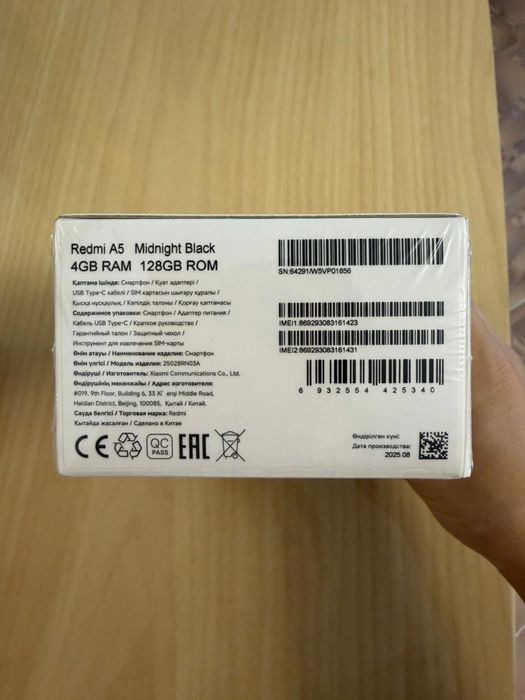 Redmi A5 Midnight Black
4GB RAM 128GB ROM
Қаптама ішінде: Смартфон / Қуат адаптері /
USB Type-C кабелі / SIM картасын шығару құралы /
Қысқа нұсқаулық / Кепілдік талоны / Қорғау қаптамасы
Содержимое упаковки: Смартфон / Адаптер питания /
Кабель USB Type-C / Краткое руководство /
Гарантийный талон / Защитный чехол /
Инструмент для извлечения SIM-карты
Өнім атауы / Наименование изделия: Смартфон
Өнім үлгісі / Модель изделия: 25028RN03A
Өндіруші / Изготовитель: Xiaomi Communications Co., Ltd.
Өндірушінің мекенжайы / Адрес изготовителя:
#019, 9th Floor, Building 6, 33 Xi erqi Middle Road,
Haidian District, Beijing, 100085, Қытай / Китай.
Сауда белгісі / Торговая марка: Redmi
Қытайда жасалған / Сделано в Китае
CE
QC
PASS
EAC
SN:64291/W5VP01856
IMEI1:869293083161423
IMEI2:869293083161431
6 932554 425340
Өндірілген күні:
Дата производства:
2025.08